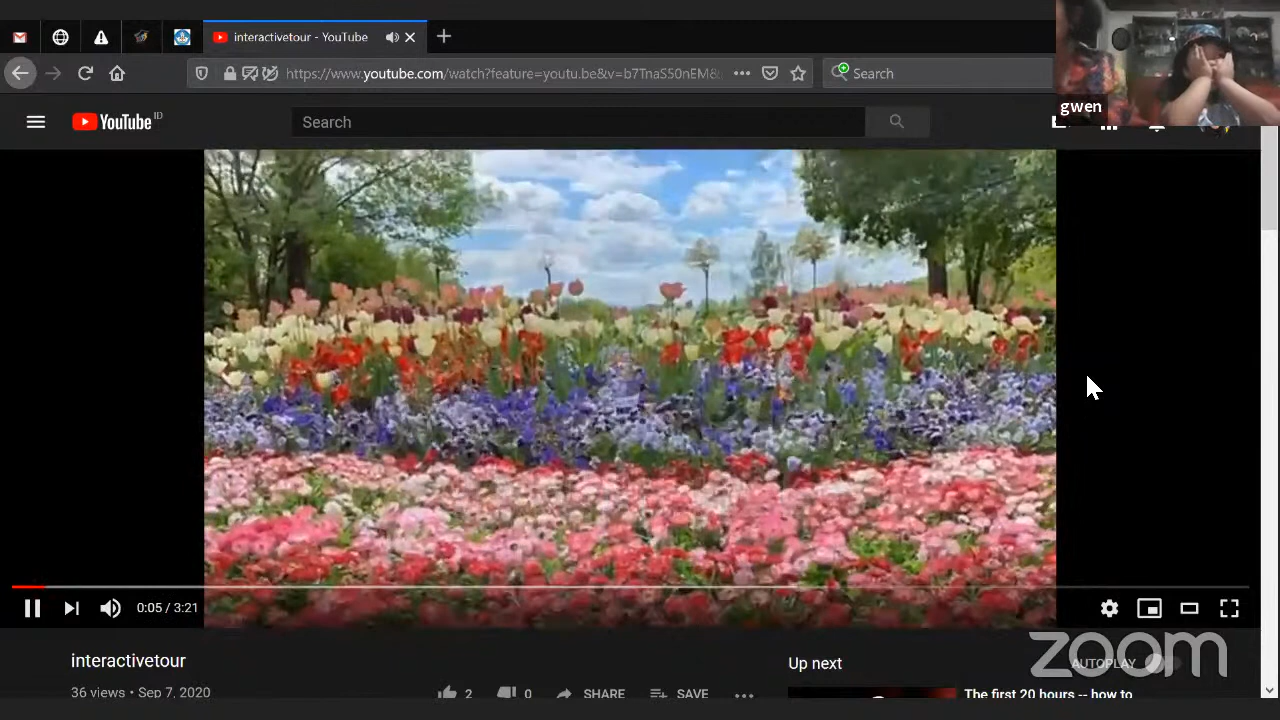 interactivetour - YouTube
https://www.youtube.com/watch?feature=youtu.be&v=b7TnaS50nEM&
Search
gwen
YouTube ID
Search
0:05 / 3:21
interactivetour
36 views • Sep 7, 2020
2
0
SHARE
SAVE
Up next
AUTOPLAY
zoom
The first 20 hours -- how to